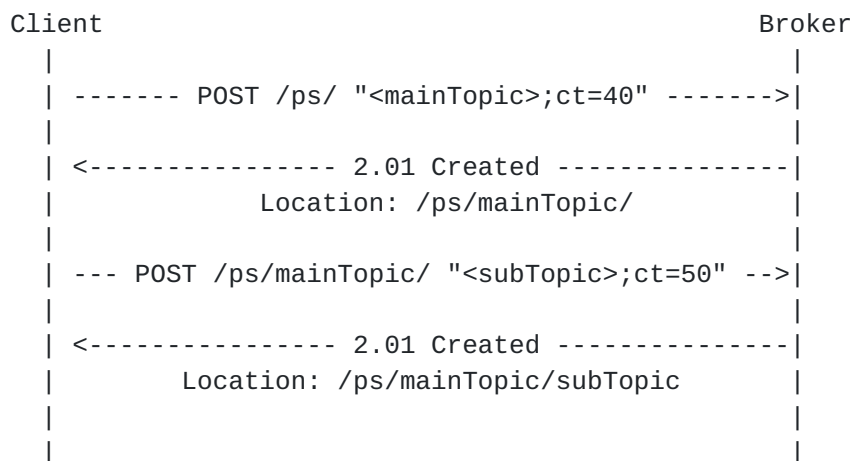 Client                                          Broker
  |                                                |
  | ------- POST /ps/ "<mainTopic>;ct=40" ------->|
  |                                                |
  | <---------------- 2.01 Created ---------------|
  |             Location: /ps/mainTopic/           |
  |                                                |
  | --- POST /ps/mainTopic/ "<subTopic>;ct=50" -->|
  |                                                |
  | <---------------- 2.01 Created ---------------|
  |        Location: /ps/mainTopic/subTopic        |
  |                                                |
  |                                                |